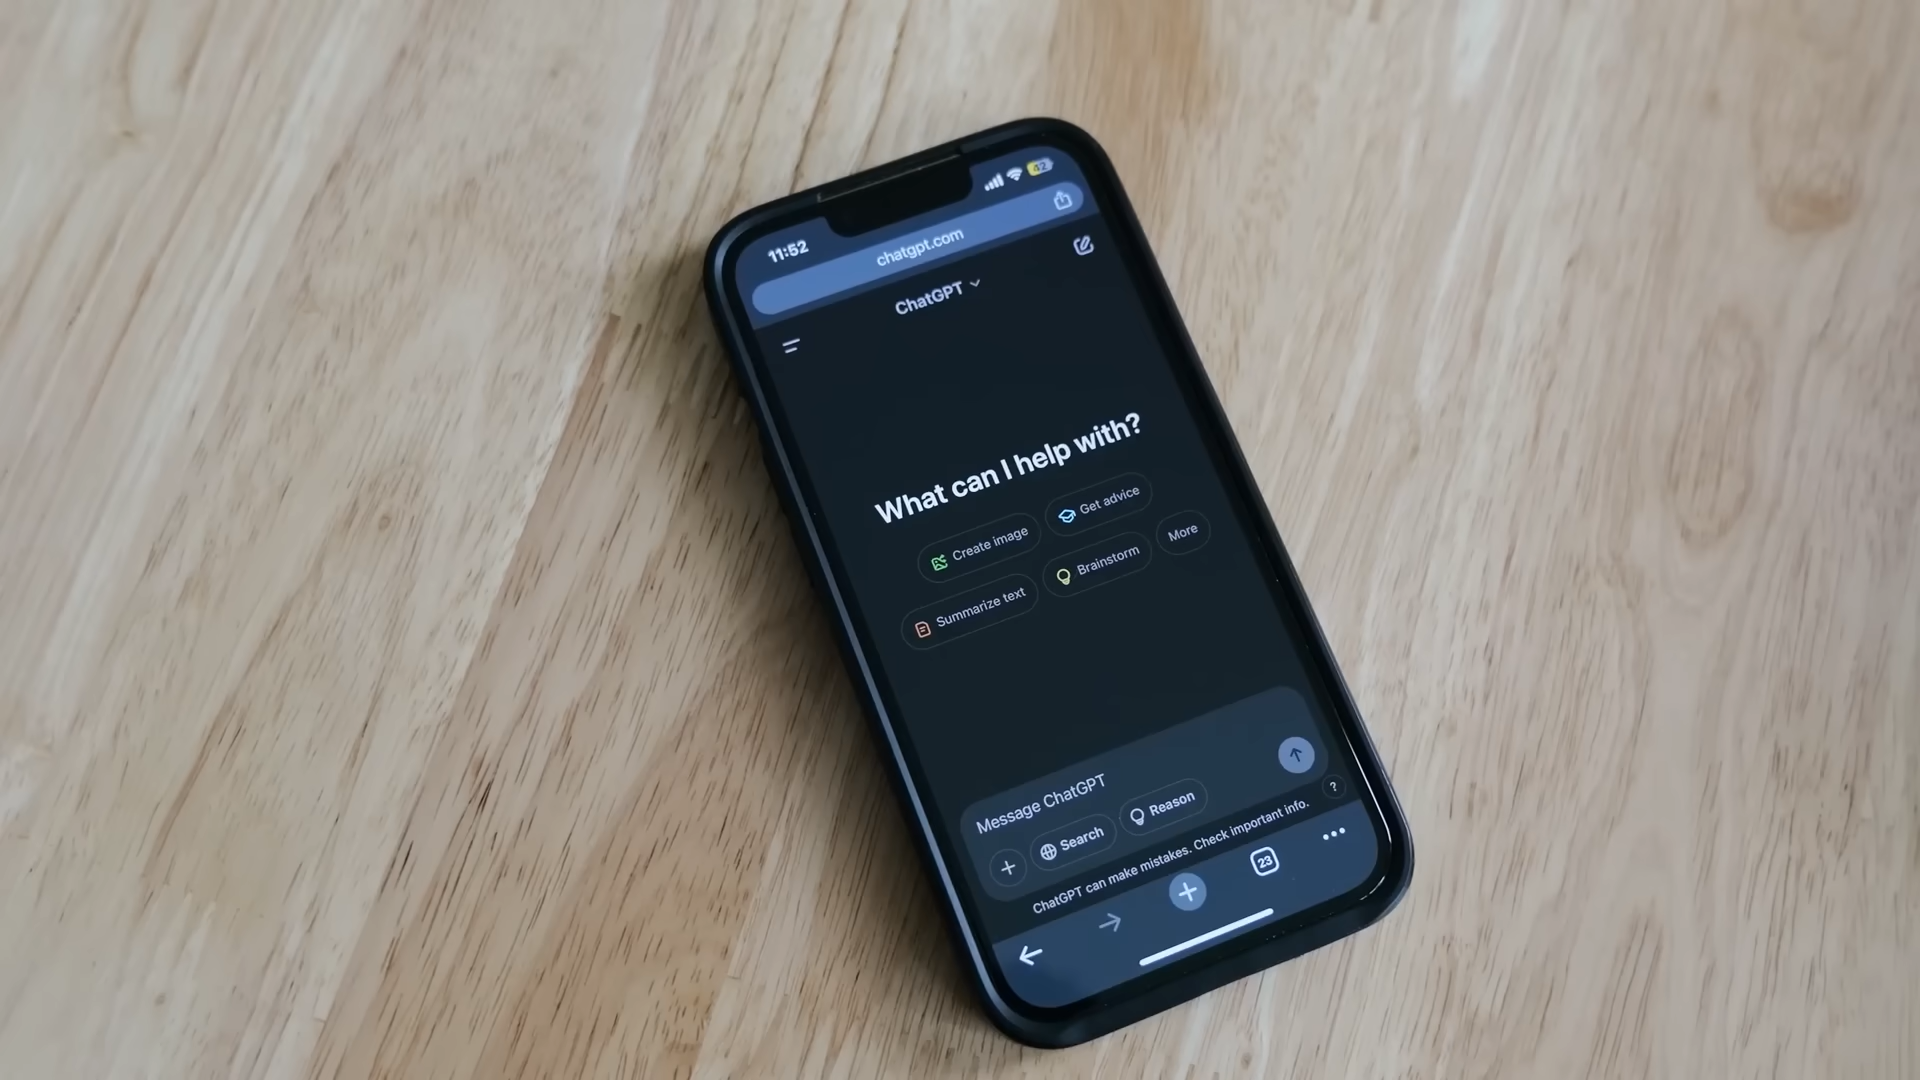 11:52
42
chatgpt.com
ChatGPT
What can I help with?
Create image
Get advice
Summarize text
Brainstorm
More
Message ChatGPT
Search
Reason
ChatGPT can make mistakes. Check important info.
?
23